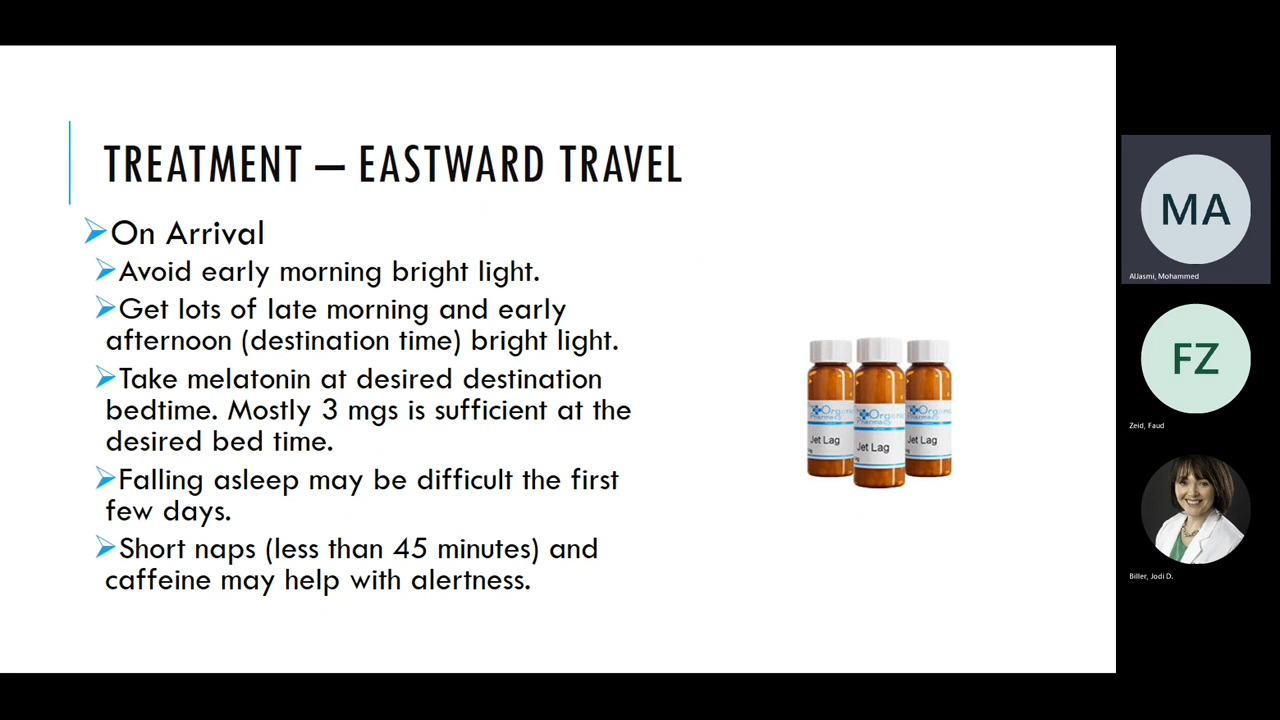 TREATMENT – EASTWARD TRAVEL
On Arrival
Avoid early morning bright light.
Get lots of late morning and early
afternoon (destination time) bright light.
Take melatonin at desired destination
bedtime. Mostly 3 mgs is sufficient at the
desired bed time.
Falling asleep may be difficult the first
few days.
Short naps (less than 45 minutes) and
caffeine may help with alertness.
Jet Lag
Jet Lag
Jet Lag
MA
AlJasmi, Mohammed
FZ
Zeid, Faud
Biller, Jodi D.